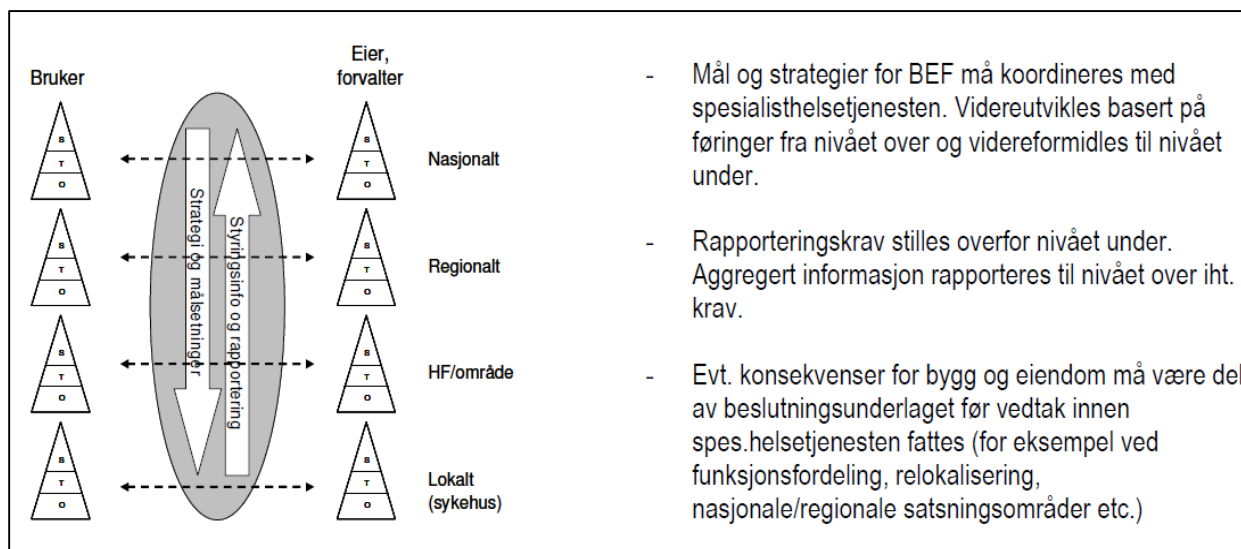 Bruker
Eier,
forvalter
S
T
O
S
T
O
Nasjonalt
S
T
O
S
T
O
Regionalt
S
T
O
S
T
O
HF/område
S
T
O
S
T
O
Lokalt
(sykehus)
Strategi og målsetninger
Styringsinfo og rapportering
- Mål og strategier for BEF må koordineres med
spesialisthelsetjenesten. Videreutvikles basert på
føringer fra nivået over og videreformidles til nivået
under.
- Rapporteringskrav stilles overfor nivået under.
Aggregert informasjon rapporteres til nivået over iht.
krav.
- Evt. konsekvenser for bygg og eiendom må være del
av beslutningsunderlaget før vedtak innen
spes.helsetjenesten fattes (for eksempel ved
funksjonsfordeling, relokalisering,
nasjonale/regionale satsningsområder etc.)